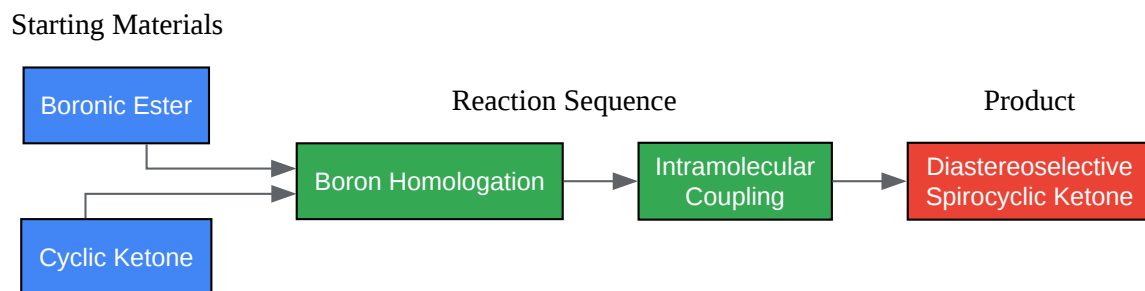 Starting Materials
Boronic Ester
Reaction Sequence
Product
Boron Homologation
Intramolecular
Coupling
Diastereoselective
Spirocyclic Ketone
Cyclic Ketone